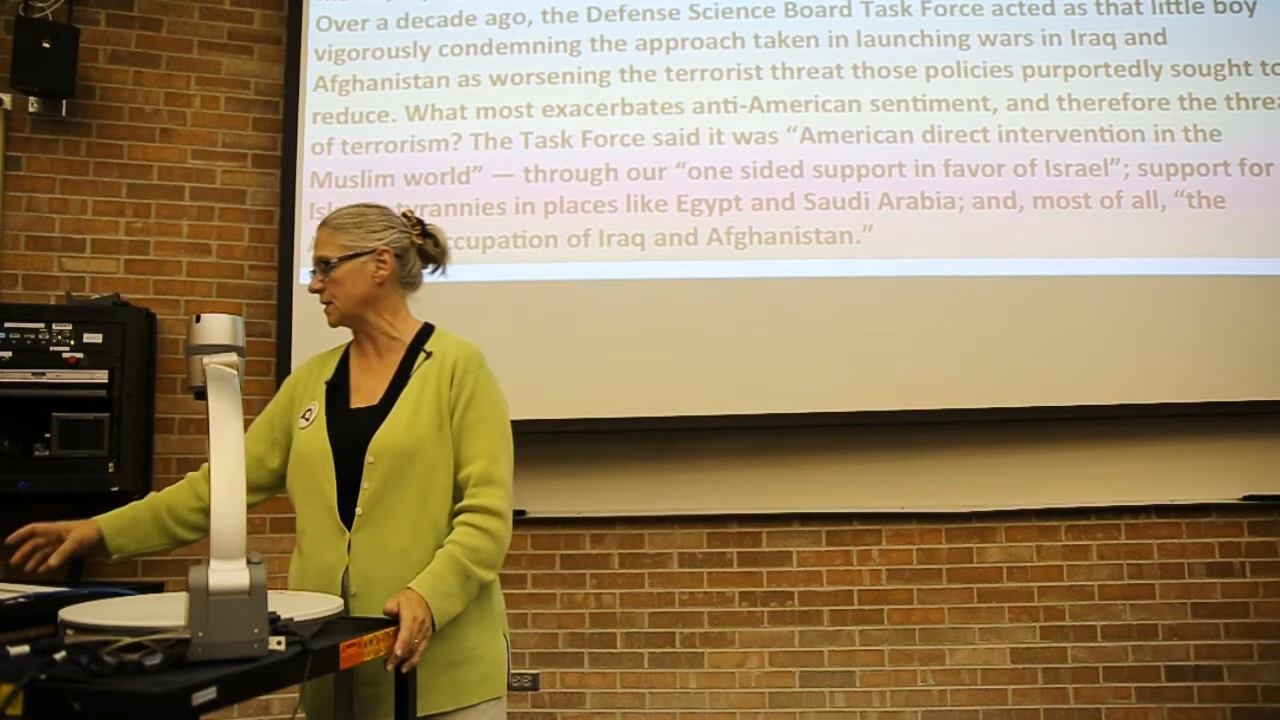 Over a decade ago, the Defense Science Board Task Force acted as that little boy
vigorously condemning the approach taken in launching wars in Iraq and
Afghanistan as worsening the terrorist threat those policies purportedly sought to
reduce. What most exacerbates anti-American sentiment, and therefore the
of terrorism? The Task Force said it was “American direct intervention in the
Muslim world” — through our “one sided support in favor of Israel”; support for
tyrannies in places like Egypt and Saudi Arabia; and, most of all, “the
of Iraq and Afghanistan.”